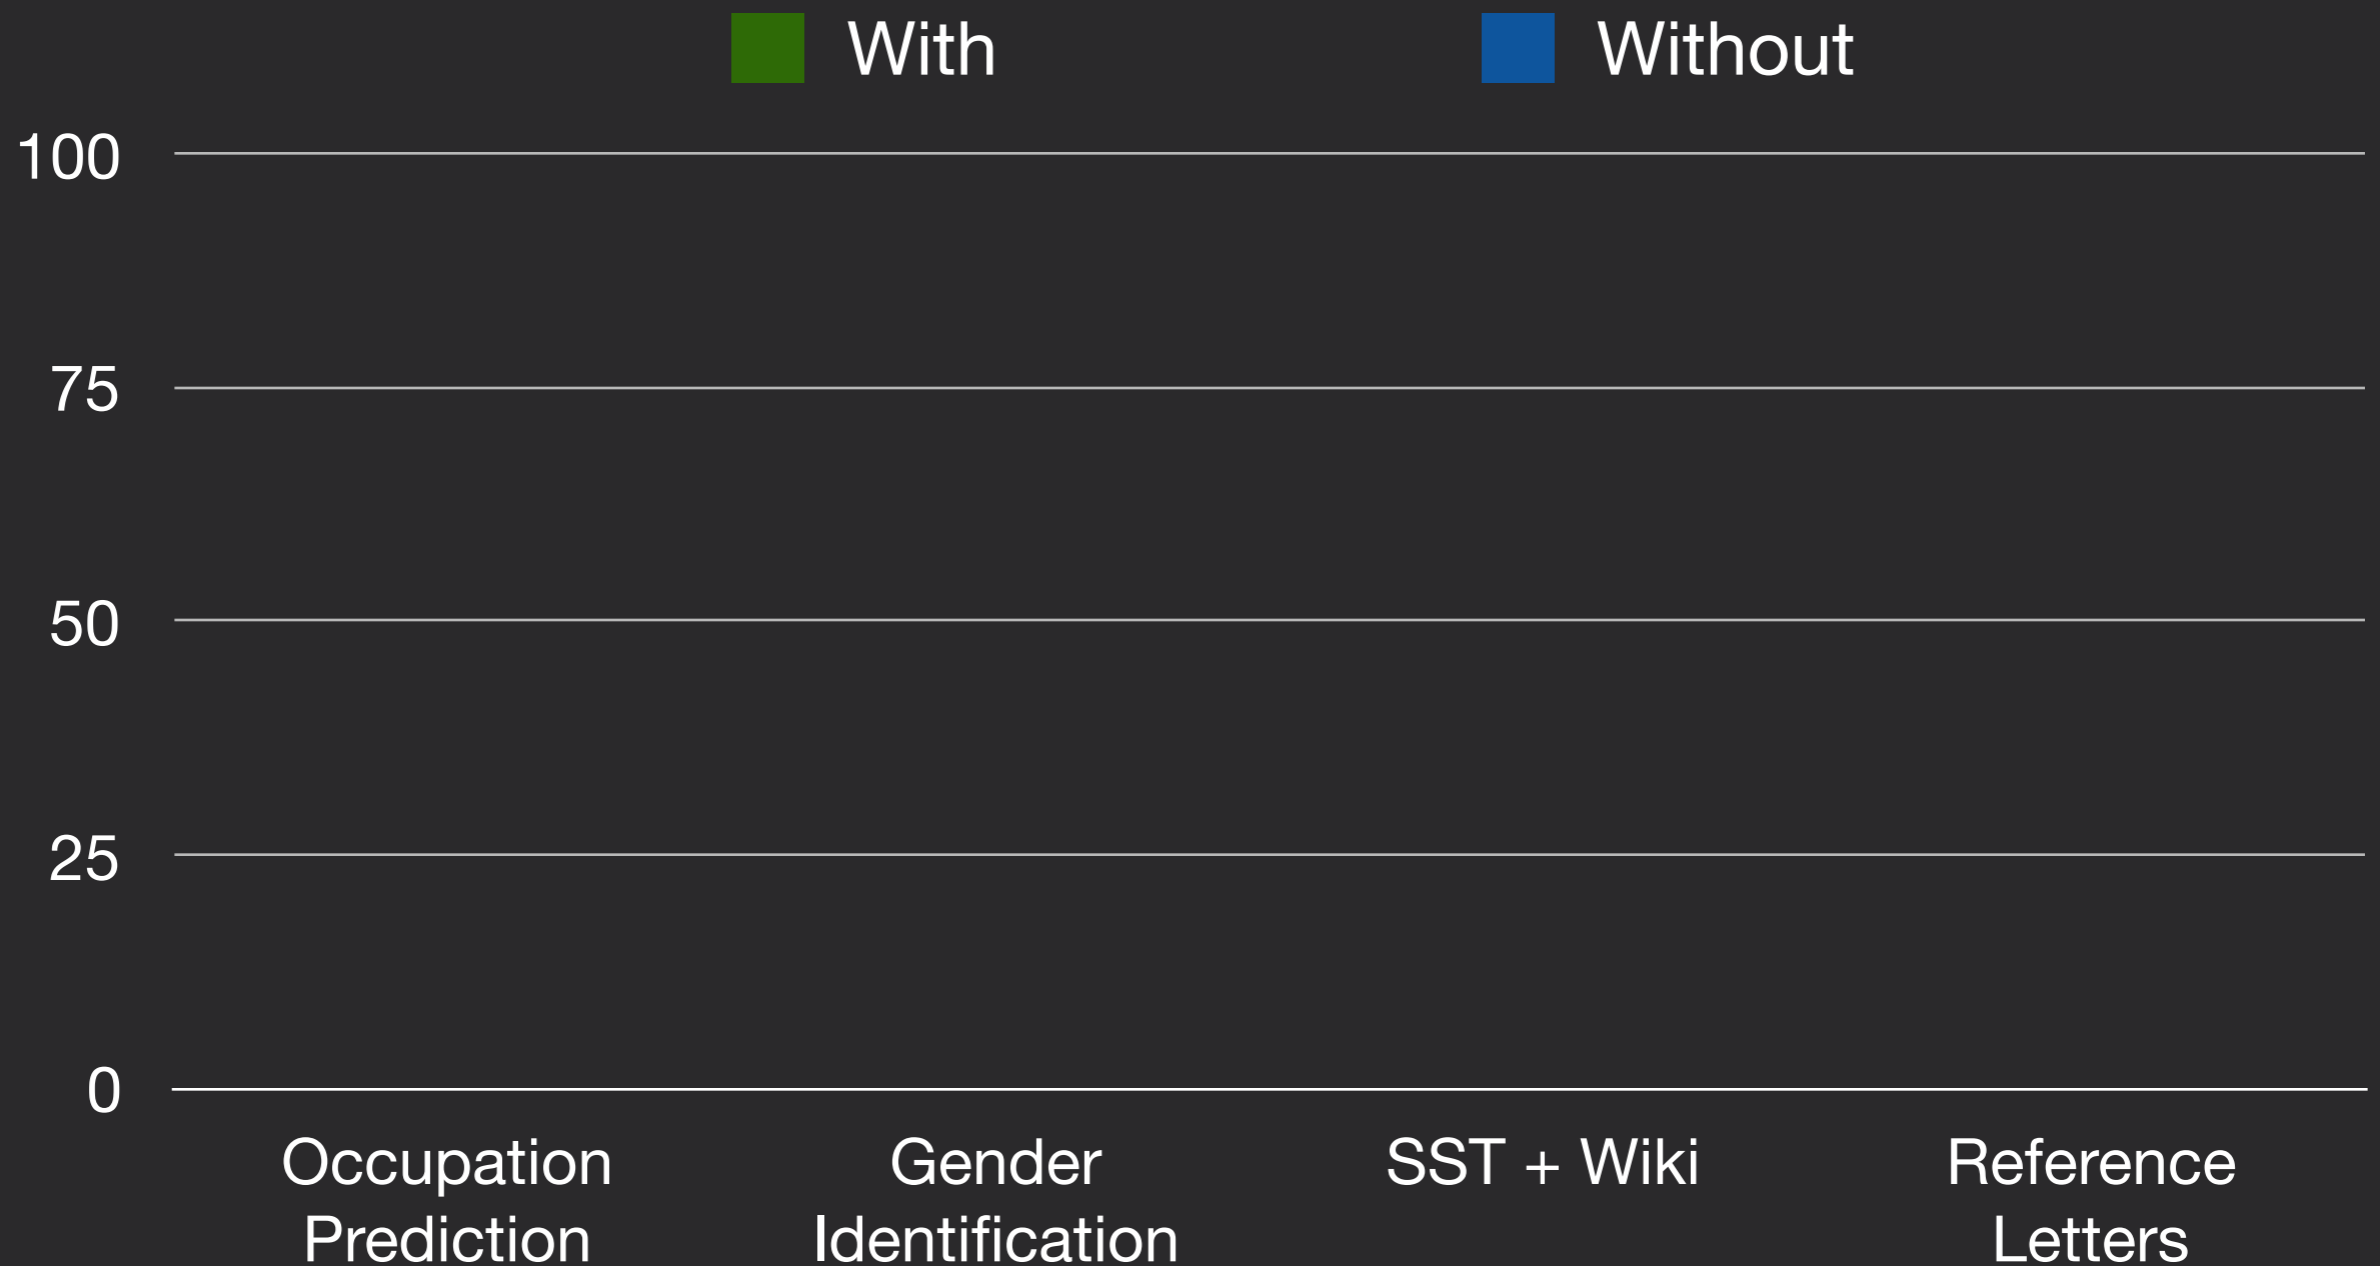 With Without
100
75
50
25
0
Occupation Gender SST + Wiki Reference
Prediction Identification Letters